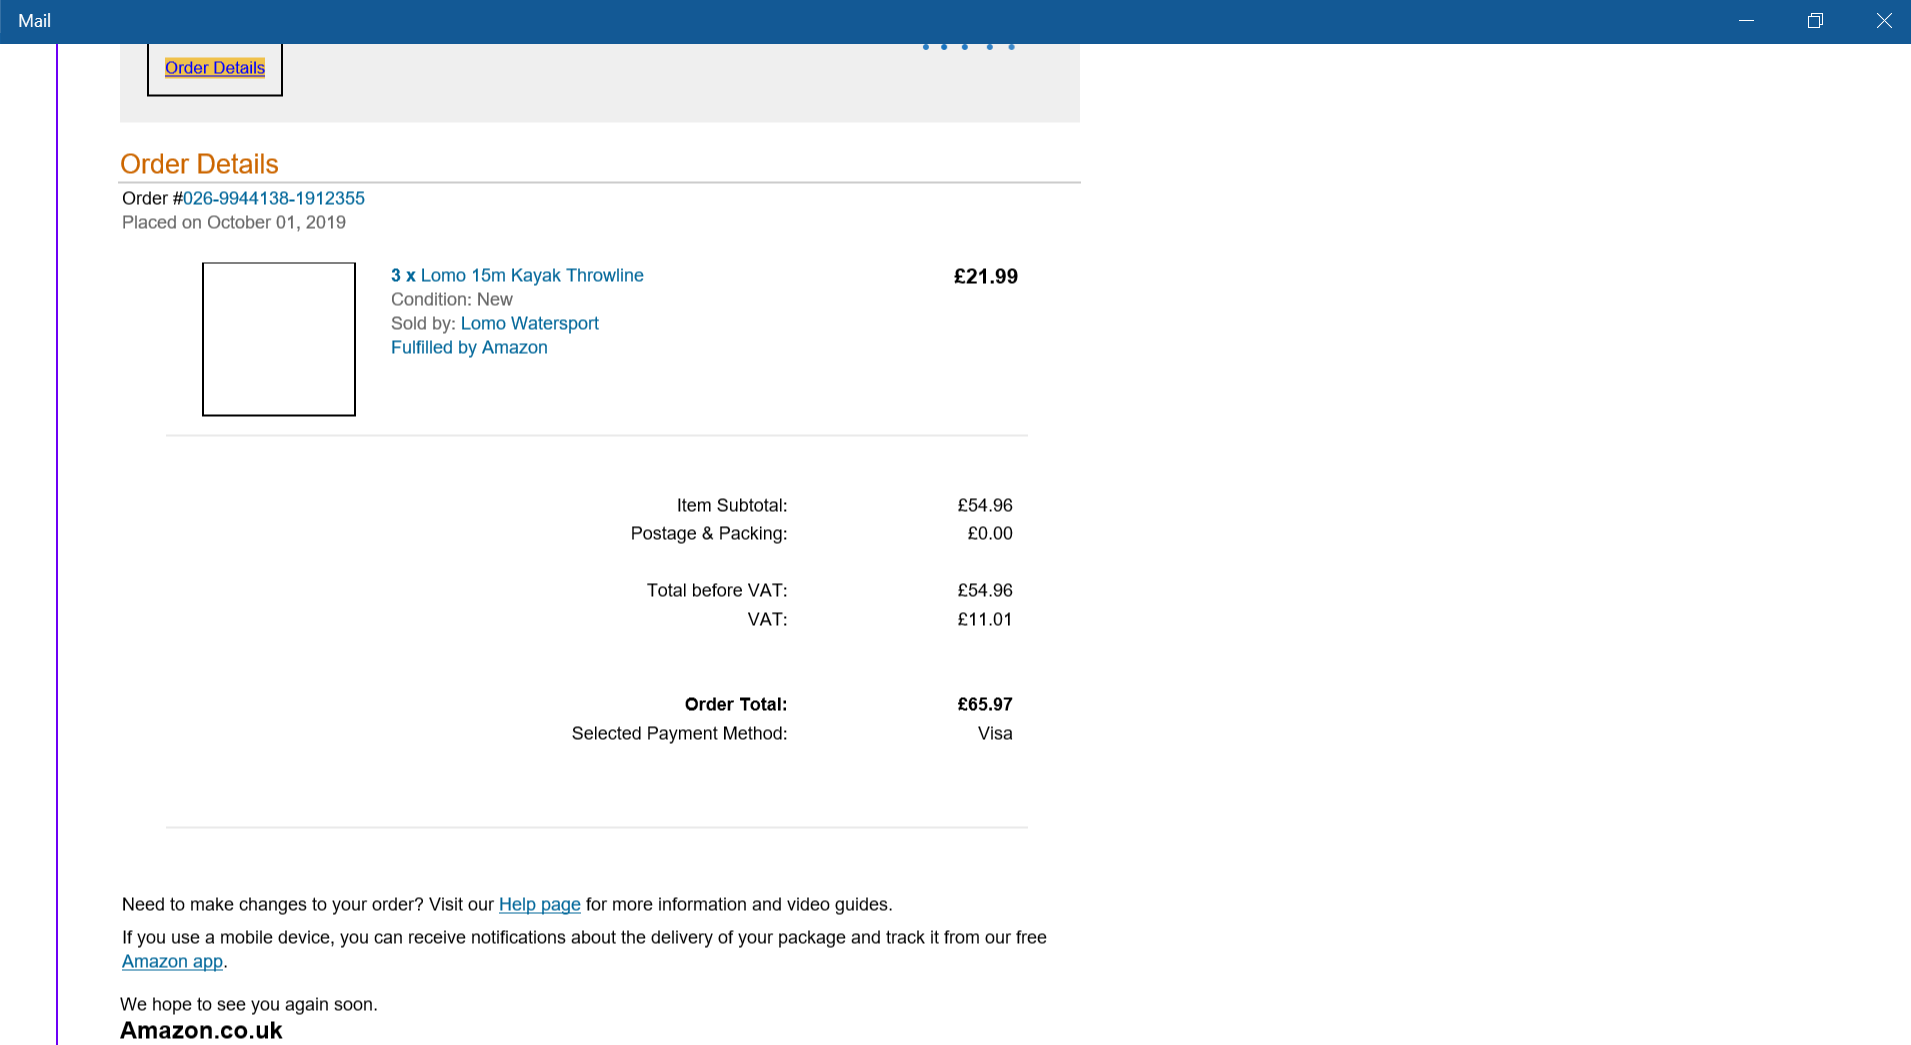 Mail
Order Details
Order Details
Order #026-9944138-1912355
Placed on October 01, 2019
3 x Lomo 15m Kayak Throwline £21.99
Condition: New
Sold by: Lomo Watersport
Fulfilled by Amazon
Item Subtotal: £54.96
Postage & Packing: £0.00
Total before VAT: £54.96
VAT: £11.01
Order Total: £65.97
Selected Payment Method: Visa
Need to make changes to your order? Visit our Help page for more information and video guides.
If you use a mobile device, you can receive notifications about the delivery of your package and track it from our free
Amazon app.
We hope to see you again soon.
Amazon.co.uk